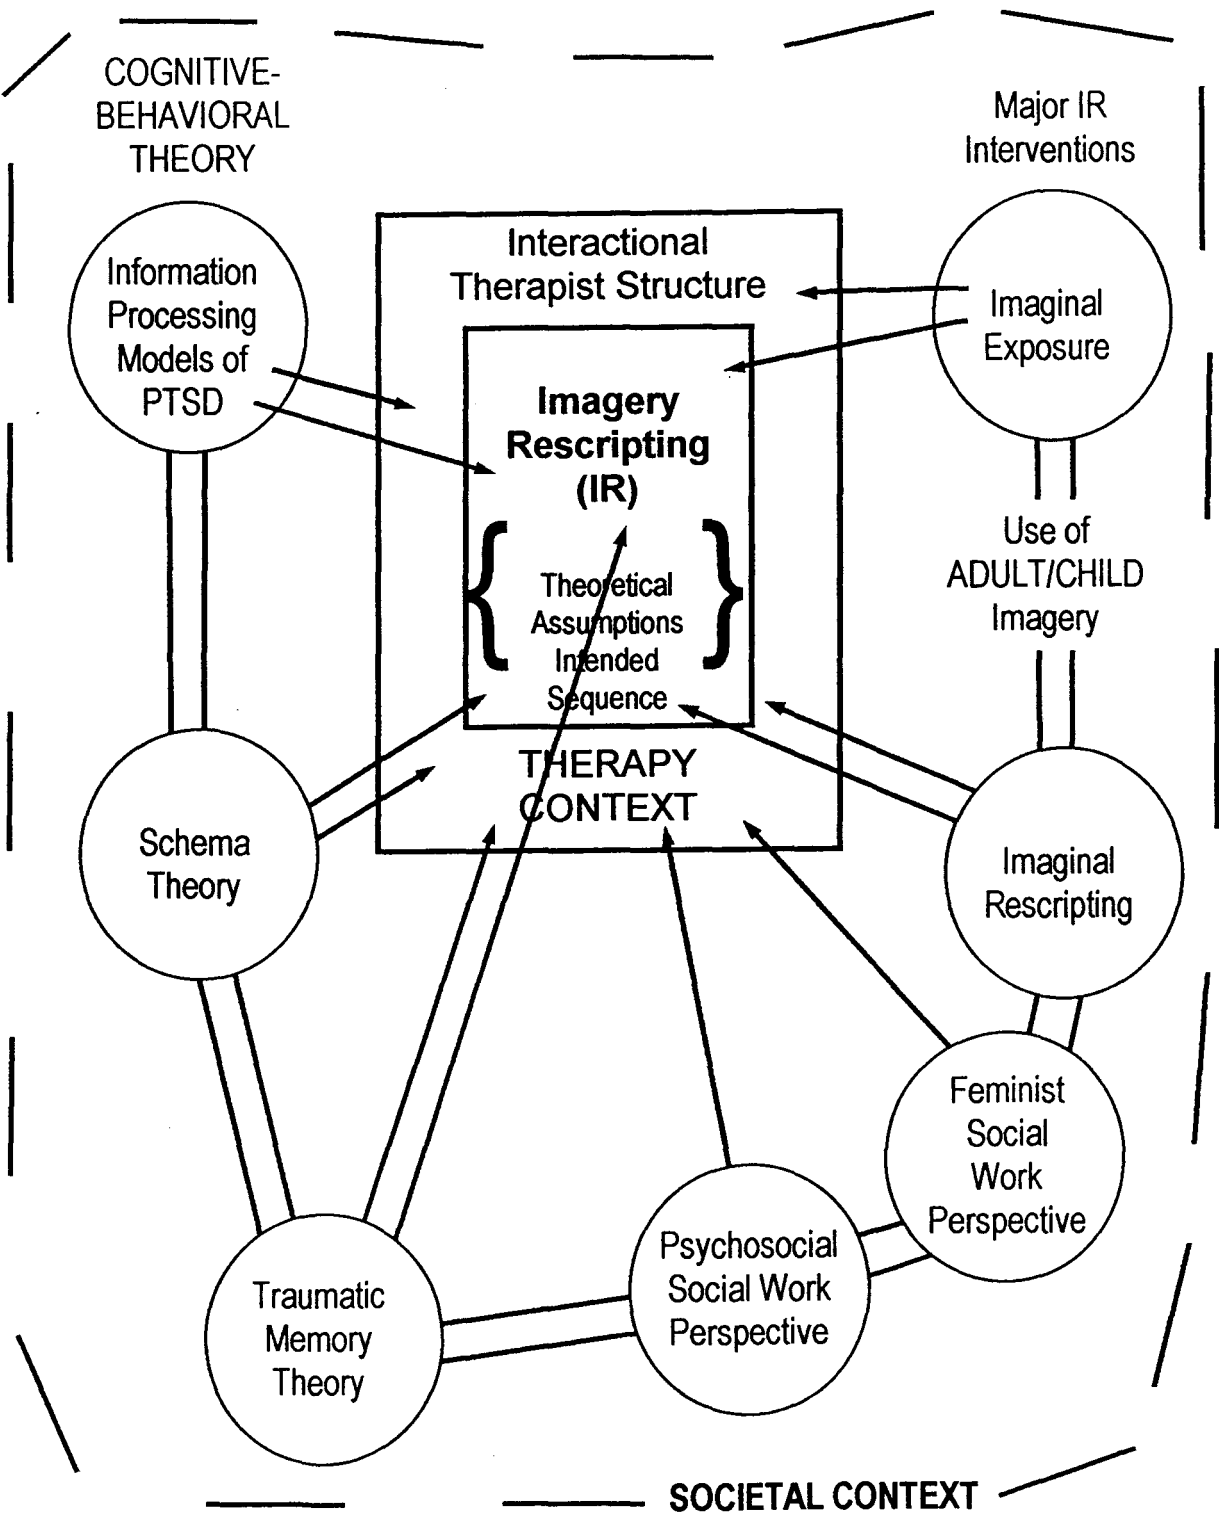 COGNITIVE-
BEHAVIORAL
THEORY
Major IR
Interventions
Information
Processing
Models of
PTSD
Interactional
Therapist Structure
Imaginal
Exposure
Imagery
Rescripting
(IR)
{ }
Theoretical
Assumptions
Intended
Sequence
Use of
ADULT/CHILD
Imagery
THERAPY
CONTEXT
Schema
Theory
Imaginal
Rescripting
Feminist
Social
Work
Perspective
Psychosocial
Social Work
Perspective
Traumatic
Memory
Theory
SOCIETAL CONTEXT